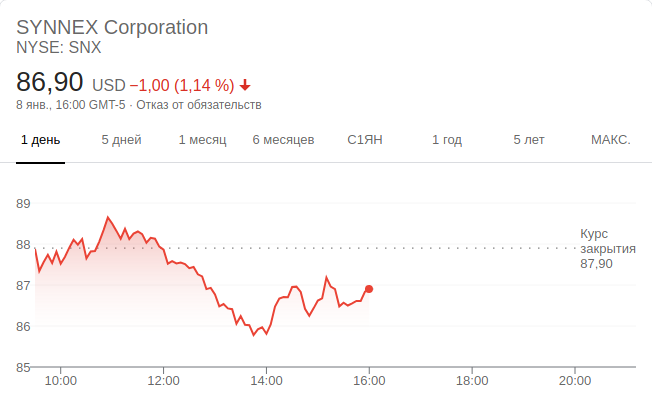 SYNNEX Corporation
NYSE: SNX
86,90 USD −1,00 (1,14 %)
8 янв., 16:00 GMT-5 · Отказ от обязательств
1 день 5 дней 1 месяц 6 месяцев С1ЯН 1 год 5 лет МАКС.
89
88
87
86
85
Курс
закрытия
87,90
10:00 12:00 14:00 16:00 18:00 20:00